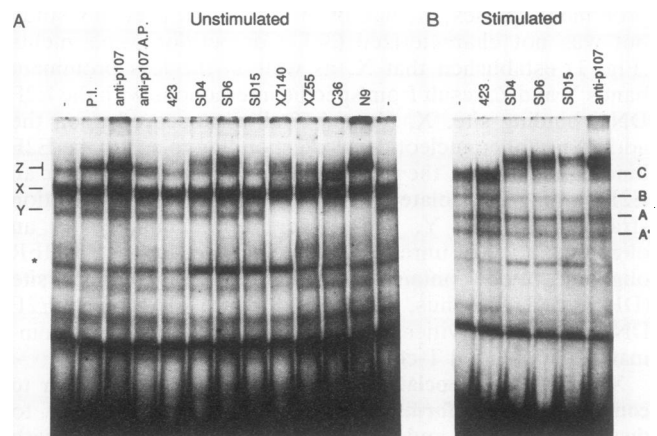 A
Unstimulated
-
P.I.
anti-p107
anti-p107 A.P.
423
SD4
SD6
SD15
XZ140
XZ55
C36
N9
Z
X
Y
*
B
Stimulated
-
423
SD4
SD6
SD15
anti-p107
C
B
A
A'